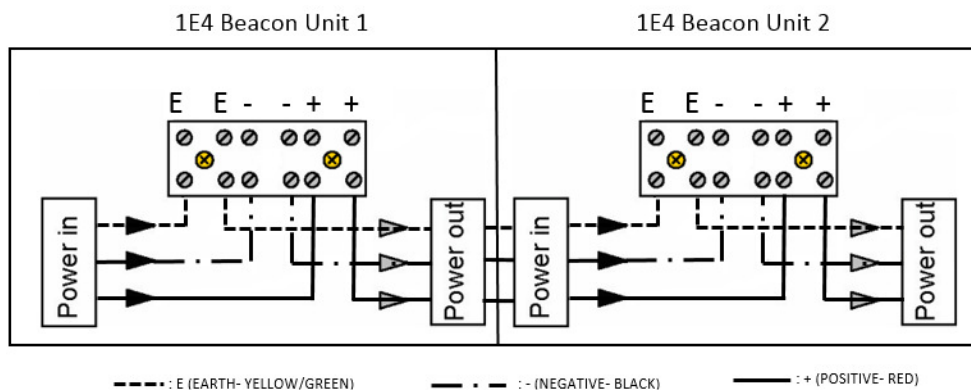 1E4 Beacon Unit 1
1E4 Beacon Unit 2
E E - - + +
E E - - + +
Power in
Power out
Power in
Power out
: E (EARTH- YELLOW/GREEN)
: - (NEGATIVE- BLACK)
: + (POSITIVE- RED)